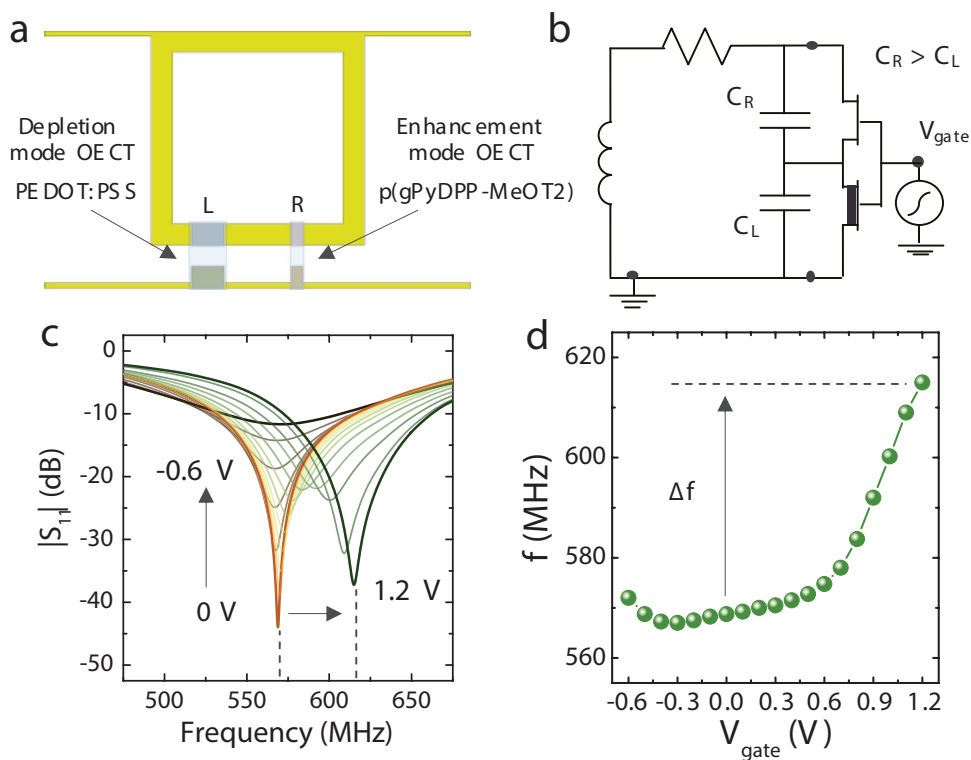 a
Depletion
mode OECT
PEDOT:PSS
L
R
Enhancement
mode OECT
p(gPyDPP-MeOT2)
b
C_R > C_L
C_R
C_L
V_gate
c
|S_11| (dB)
0
-10
-20
-30
-40
-50
-0.6 V
0 V
1.2 V
500 550 600 650
Frequency (MHz)
d
f (MHz)
620
600
580
560
Δf
-0.6 -0.3 0.0 0.3 0.6 0.9 1.2
V_gate (V)